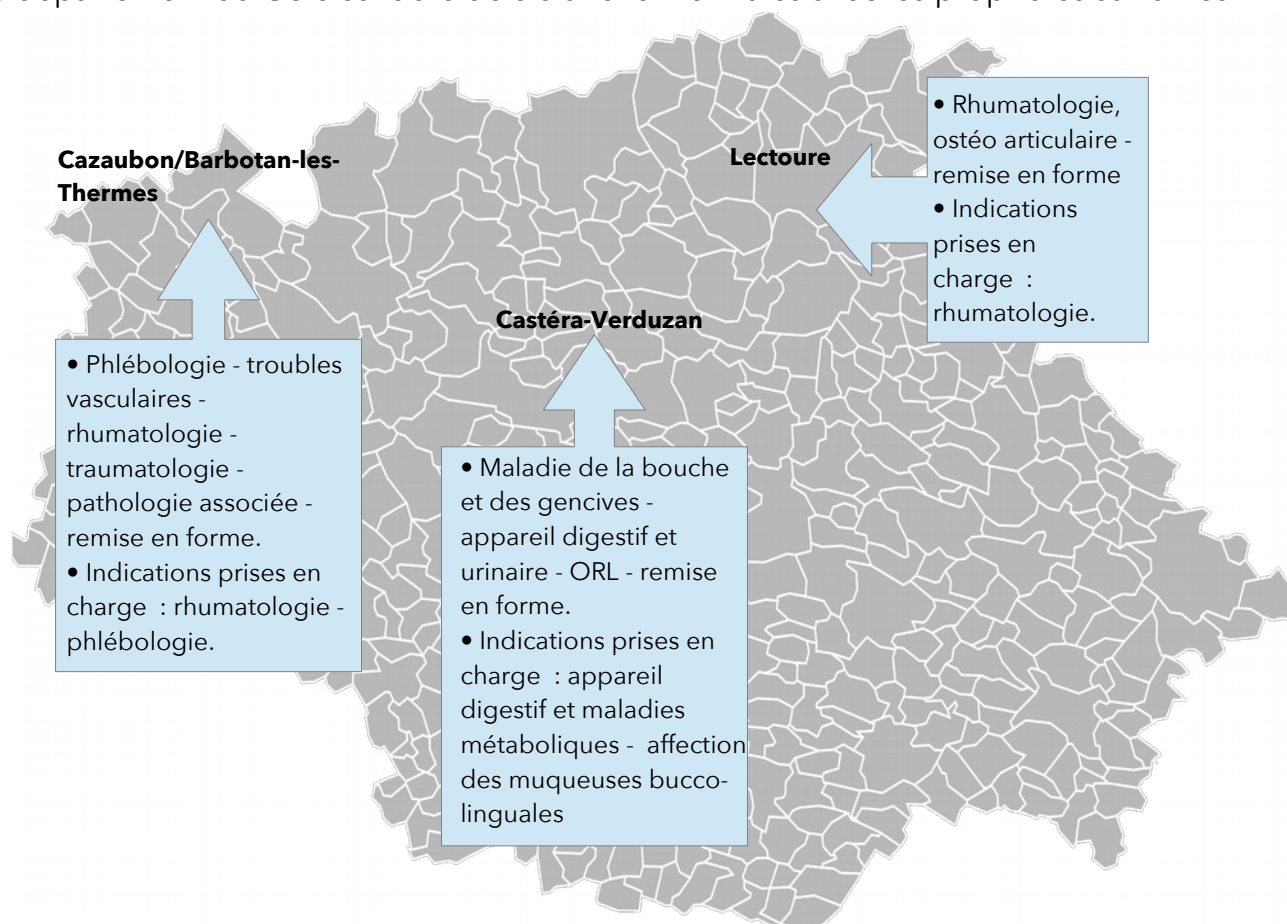 Cazaubon/Barbotan-les-
Thermes
Lectoure
• Rhumatologie,
ostéo articulaire -
remise en forme
• Indications
prises en
charge :
rhumatologie.
Castéra-Verduzan
• Phlébologie - troubles
vasculaires -
rhumatologie -
traumatologie -
pathologie associée -
remise en forme.
• Indications prises en
charge : rhumatologie -
phlébologie.
• Maladie de la bouche
et des gencives -
appareil digestif et
urinaire - ORL - remise
en forme.
• Indications prises en
charge : appareil
digestif et maladies
métaboliques - affection
des muqueuses bucco-
linguales